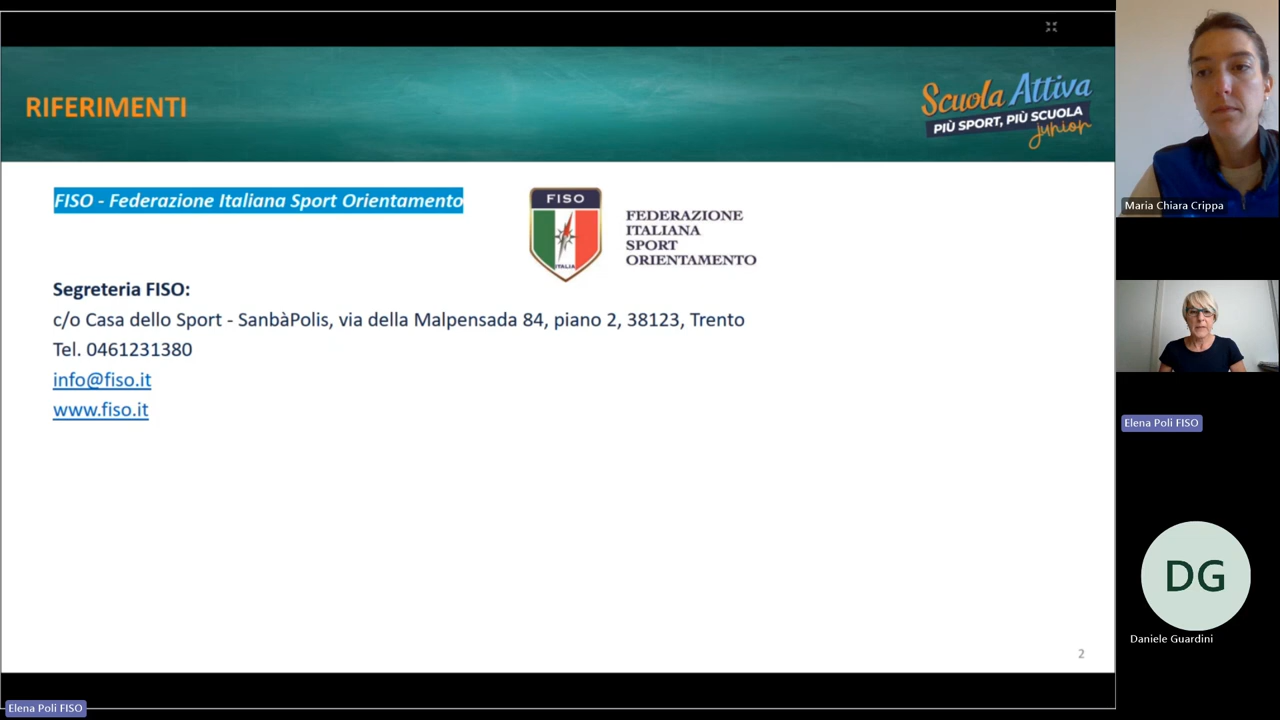 RIFERIMENTI
Scuola Attiva
PIÙ SPORT, PIÙ SCUOLA
junior
FISO - Federazione Italiana Sport Orientamento
FISO
ITALIA
FEDERAZIONE
ITALIANA
SPORT
ORIENTAMENTO
Segreteria FISO:
c/o Casa dello Sport - SanbàPolis, via della Malpensada 84, piano 2, 38123, Trento
Tel. 0461231380
info@fiso.it
www.fiso.it
2
Elena Poli FISO
Maria Chiara Crippa
Elena Poli FISO
DG
Daniele Guardini